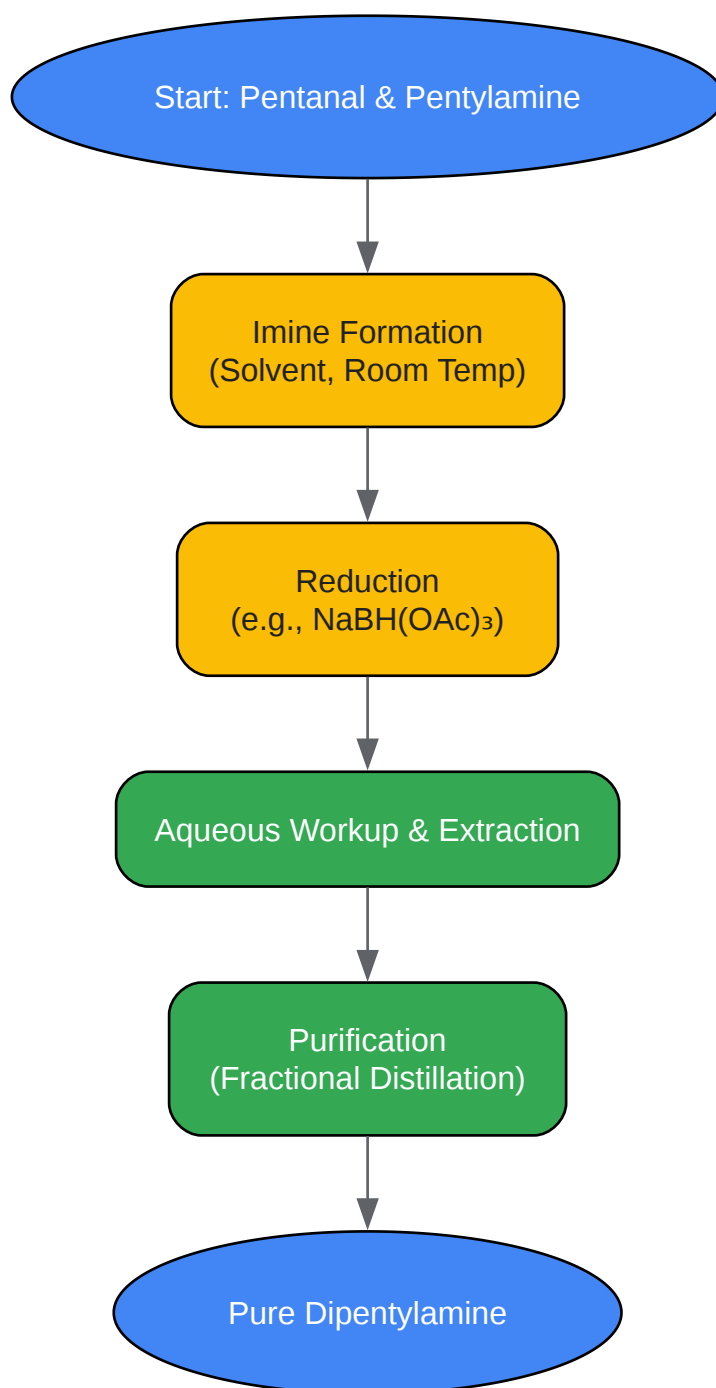 Start: Pentanal & Pentylamine
Imine Formation
(Solvent, Room Temp)
Reduction
(e.g., NaBH(OAc)₃)
Aqueous Workup & Extraction
Purification
(Fractional Distillation)
Pure Dipentylamine